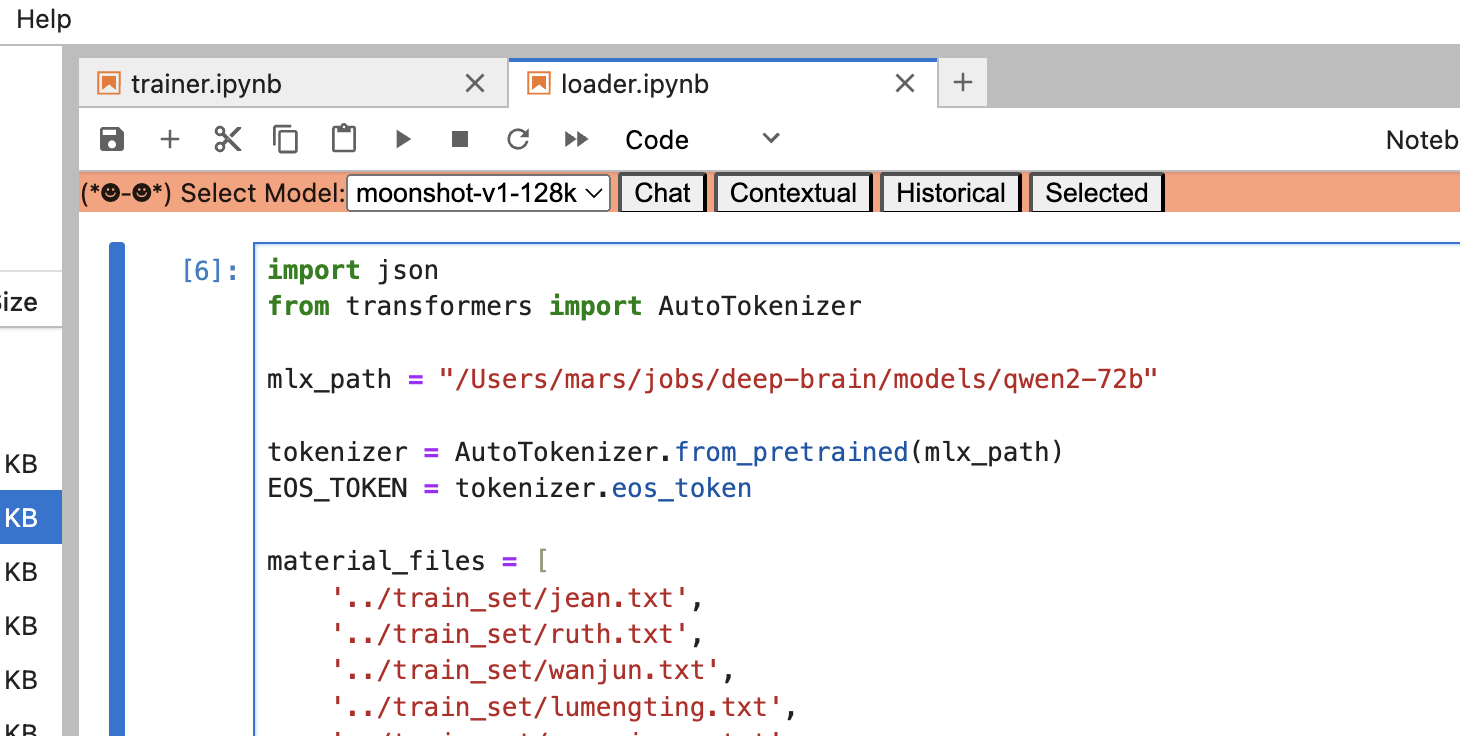 Help
trainer.ipynb
loader.ipynb
Code
Noteb
(*☻-☻*) Select Model: moonshot-v1-128k Chat Contextual Historical Selected
[6]:
import json
from transformers import AutoTokenizer
ize
mlx_path = "/Users/mars/jobs/deep-brain/models/qwen2-72b"
tokenizer = AutoTokenizer.from_pretrained(mlx_path)
KB
EOS_TOKEN = tokenizer.eos_token
KB
material_files = [
KB
'../train_set/jean.txt',
KB
'../train_set/ruth.txt',
KB
'../train_set/wanjun.txt',
'../train_set/lumengting.txt',
KB